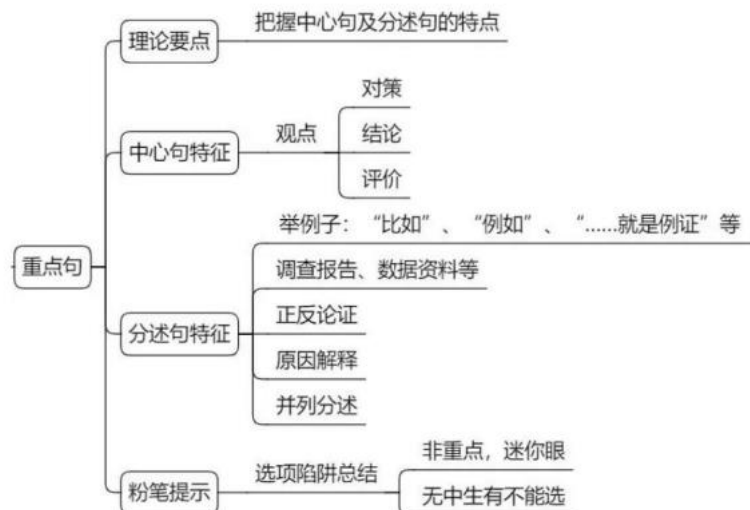 重点句
理论要点
把握中心句及分述句的特点
中心句特征
观点
对策
结论
评价
分述句特征
举例子：“比如”、“例如”、“……就是例证”等
调查报告、数据资料等
正反论证
原因解释
并列分述
粉笔提示
选项陷阱总结
非重点，迷你眼
无中生有不能选